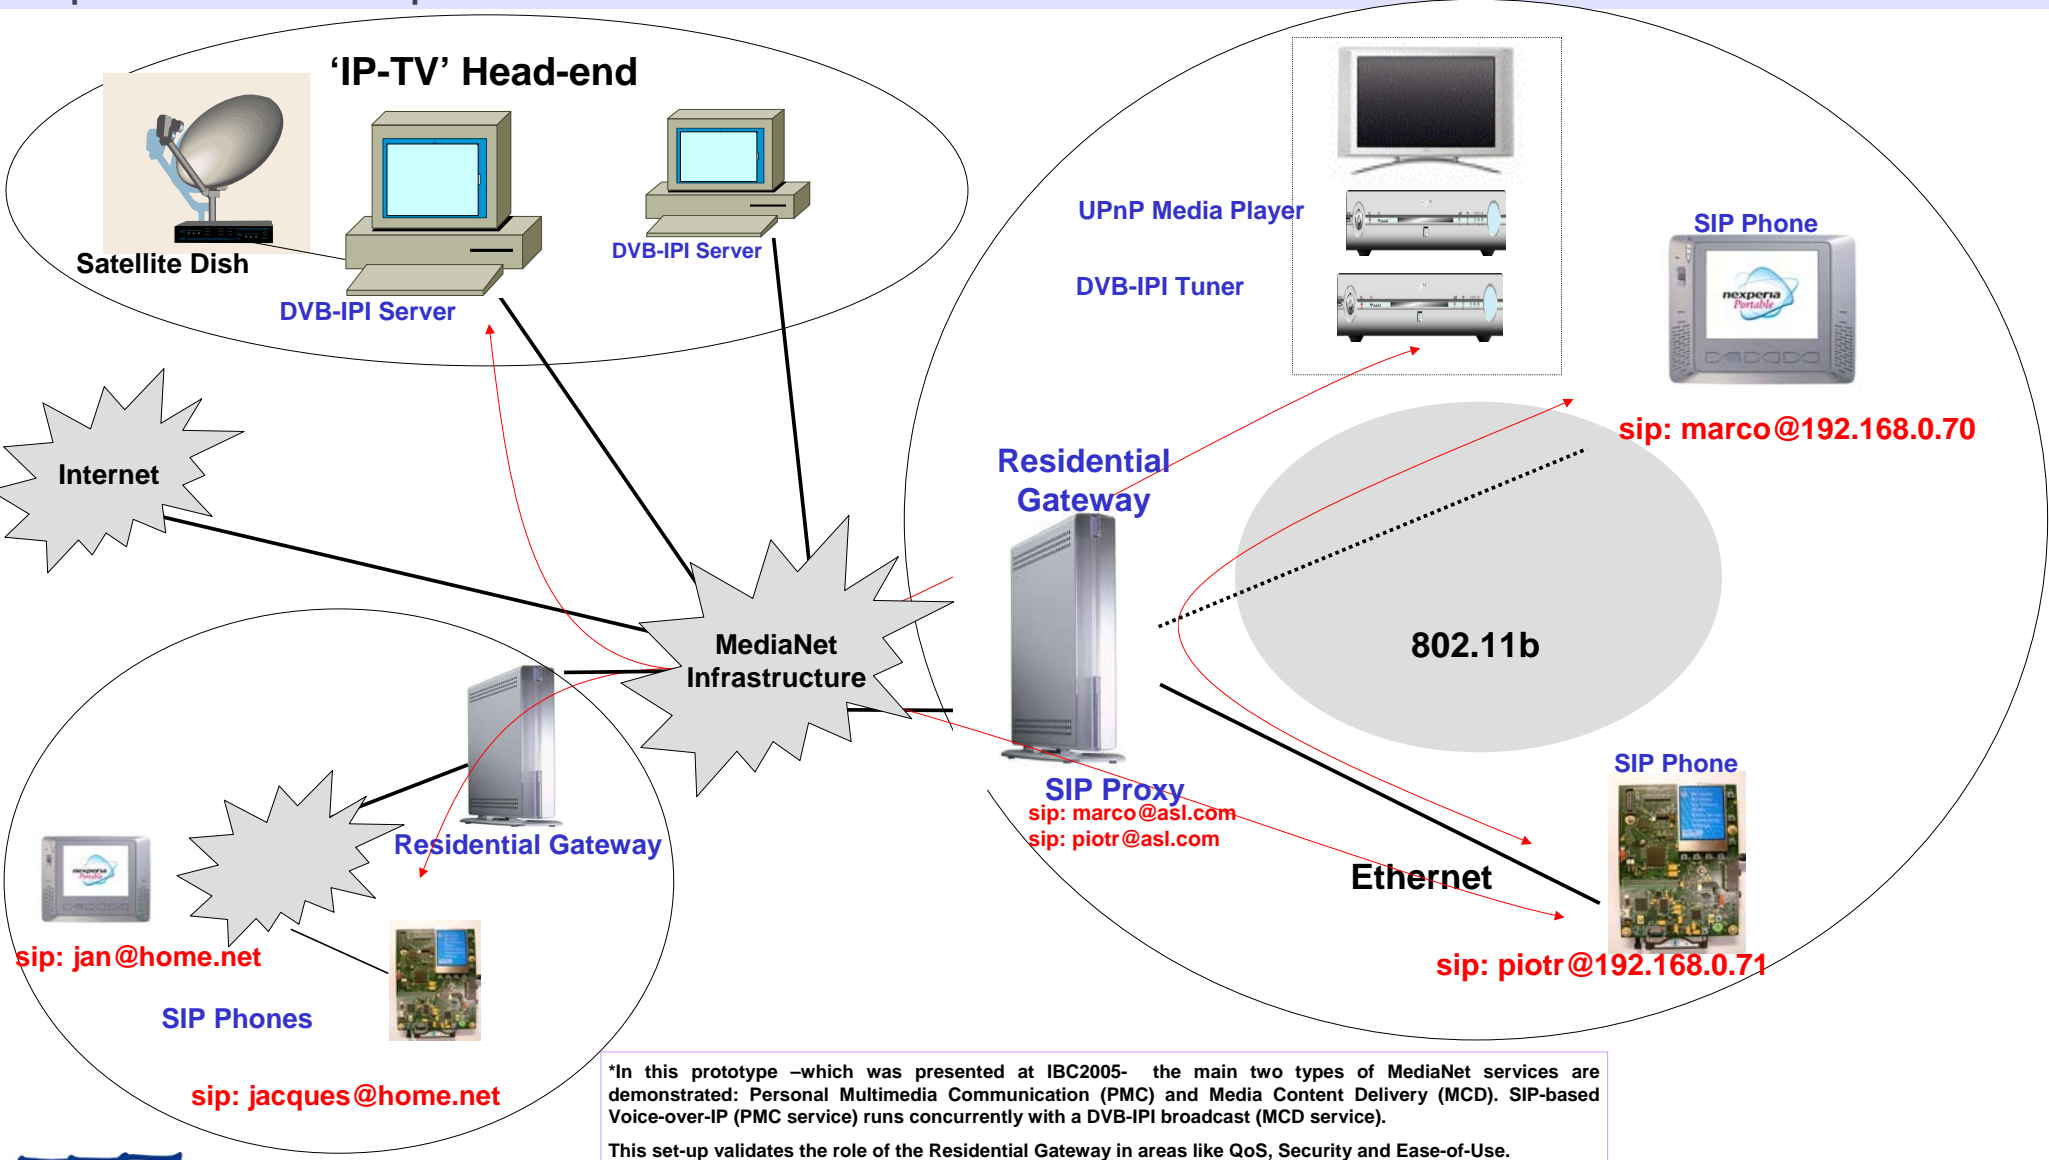 ‘IP-TV’ Head-end
Satellite Dish
DVB-IPI Server
DVB-IPI Server
UPnP Media Player
DVB-IPI Tuner
SIP Phone
nexperia
Portable
sip: marco@192.168.0.70
Internet
Residential
Gateway
802.11b
MediaNet
Infrastructure
SIP Proxy
sip: marco@asl.com
sip: piotr@asl.com
SIP Phone
Ethernet
sip: piotr@192.168.0.71
Residential Gateway
nexperia
Portable
sip: jan@home.net
SIP Phones
sip: jacques@home.net
*In this prototype –which was presented at IBC2005- the main two types of MediaNet services are
demonstrated: Personal Multimedia Communication (PMC) and Media Content Delivery (MCD). SIP-based
Voice-over-IP (PMC service) runs concurrently with a DVB-IPI broadcast (MCD service).
This set-up validates the role of the Residential Gateway in areas like QoS, Security and Ease-of-Use.